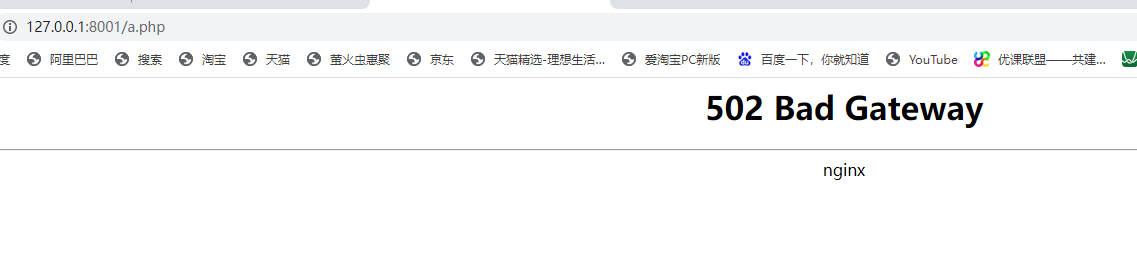 127.0.0.1:8001/a.php
度 阿里巴巴 搜索 淘宝 天猫 萤火虫惠聚 京东 天猫精选-理想生活... 爱淘宝PC新版 百度一下，你就知道 YouTube 优课联盟——共建...
502 Bad Gateway
nginx